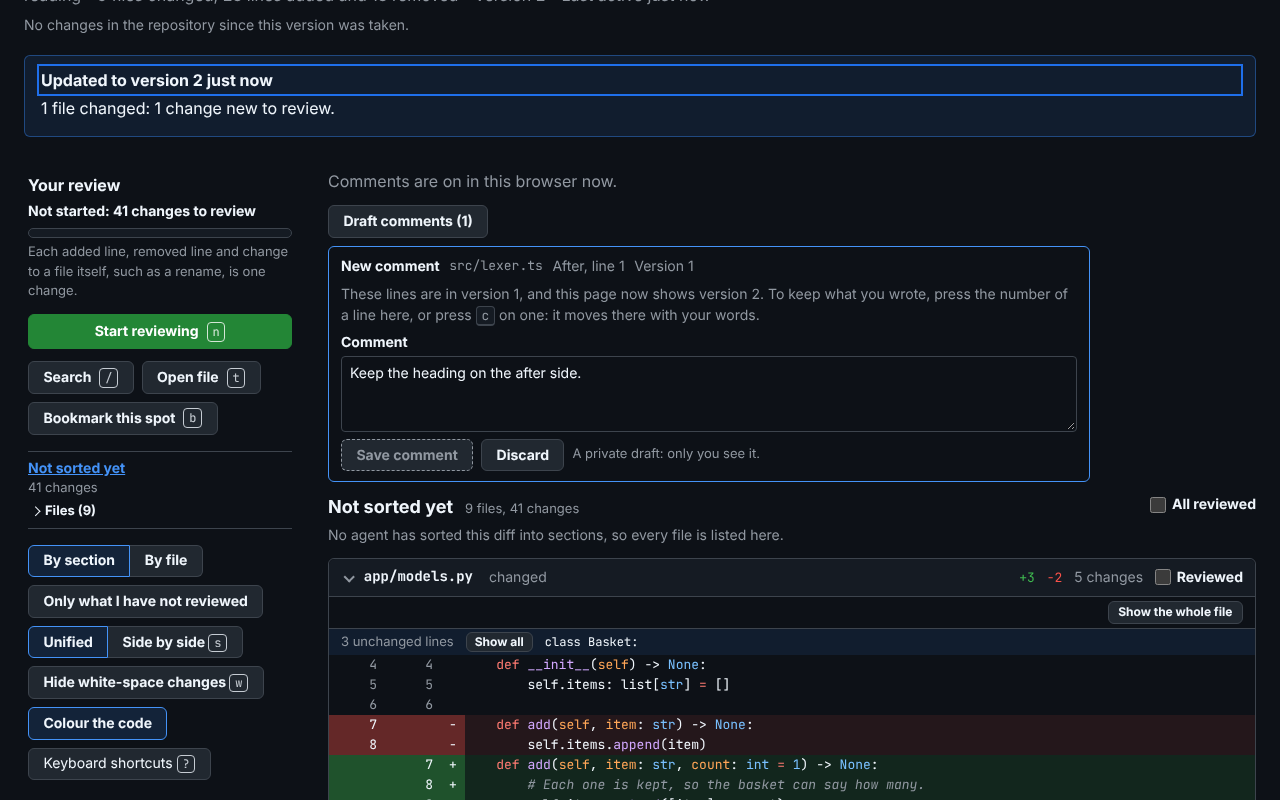 No changes in the repository since this version was taken.
Updated to version 2 just now
1 file changed: 1 change new to review.
Your review
Not started: 41 changes to review
Each added line, removed line and change
to a file itself, such as a rename, is one
change.
Start reviewing n
Search /
Open file t
Bookmark this spot b
Not sorted yet
41 changes
Files (9)
By section
By file
Only what I have not reviewed
Unified
Side by side s
Hide white-space changes w
Colour the code
Keyboard shortcuts ?
Comments are on in this browser now.
Draft comments (1)
New comment src/lexer.ts After, line 1 Version 1
These lines are in version 1, and this page now shows version 2. To keep what you wrote, press the number of
a line here, or press c on one: it moves there with your words.
Comment
Keep the heading on the after side.
Save comment
Discard
A private draft: only you see it.
Not sorted yet 9 files, 41 changes
All reviewed
No agent has sorted this diff into sections, so every file is listed here.
app/models.py changed +3 -2 5 changes Reviewed
Show the whole file
3 unchanged lines Show all class Basket:
4 4 def __init__(self) -> None:
5 5 self.items: list[str] = []
6 6
7 - def add(self, item: str) -> None:
8 - self.items.append(item)
7 + def add(self, item: str, count: int = 1) -> None:
8 + # Each one is kept, so the basket can say how many.